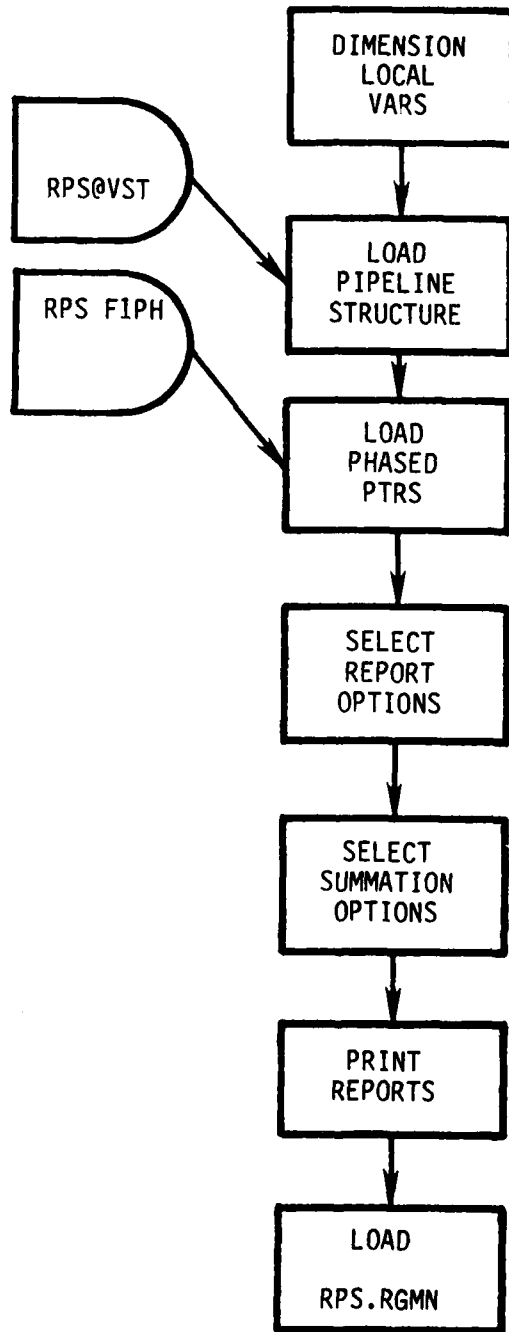 DIMENSION
LOCAL
VARS
RPS@VST
LOAD
PIPELINE
STRUCTURE
RPS FIPH
LOAD
PHASED
PTRS
SELECT
REPORT
OPTIONS
SELECT
SUMMATION
OPTIONS
PRINT
REPORTS
LOAD
RPS.RGMN